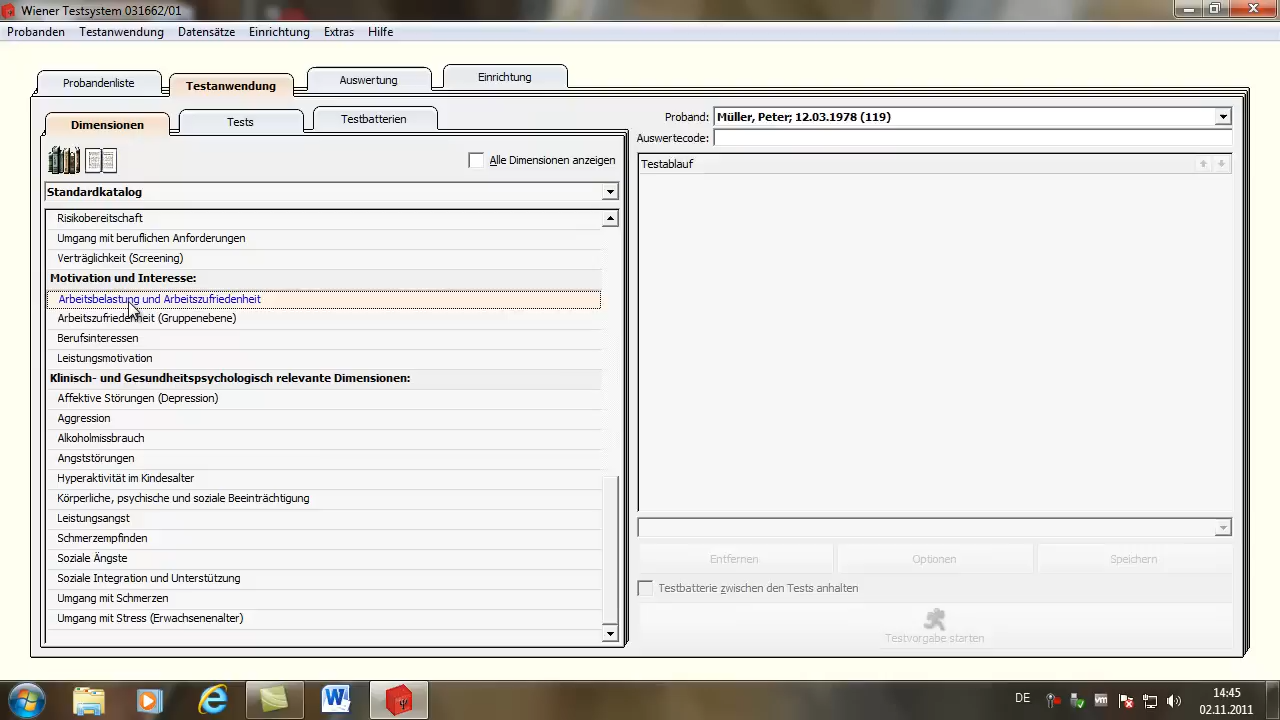 Wiener Testsystem 031662/01
Probanden Testanwendung Datensätze Einrichtung Extras Hilfe
Probandenliste Testanwendung Auswertung Einrichtung
Dimensionen Tests Testbatterien
Alle Dimensionen anzeigen
Standardkatalog
Risikobereitschaft
Umgang mit beruflichen Anforderungen
Verträglichkeit (Screening)
Motivation und Interesse:
Arbeitsbelastung und Arbeitszufriedenheit
Arbeitszufriedenheit (Gruppenebene)
Berufsinteressen
Leistungsmotivation
Klinisch- und Gesundheitspsychologisch relevante Dimensionen:
Affektive Störungen (Depression)
Aggression
Alkoholmissbrauch
Angststörungen
Hyperaktivität im Kindesalter
Körperliche, psychische und soziale Beeinträchtigung
Leistungsangst
Schmerzempfinden
Soziale Ängste
Soziale Integration und Unterstützung
Umgang mit Schmerzen
Umgang mit Stress (Erwachsenenalter)
Proband: Müller, Peter; 12.03.1978 (119)
Auswertecode:
Testablauf
Entfernen Optionen Speichern
Testbatterie zwischen den Tests anhalten
Testvorgabe starten
DE
14:45
02.11.2011